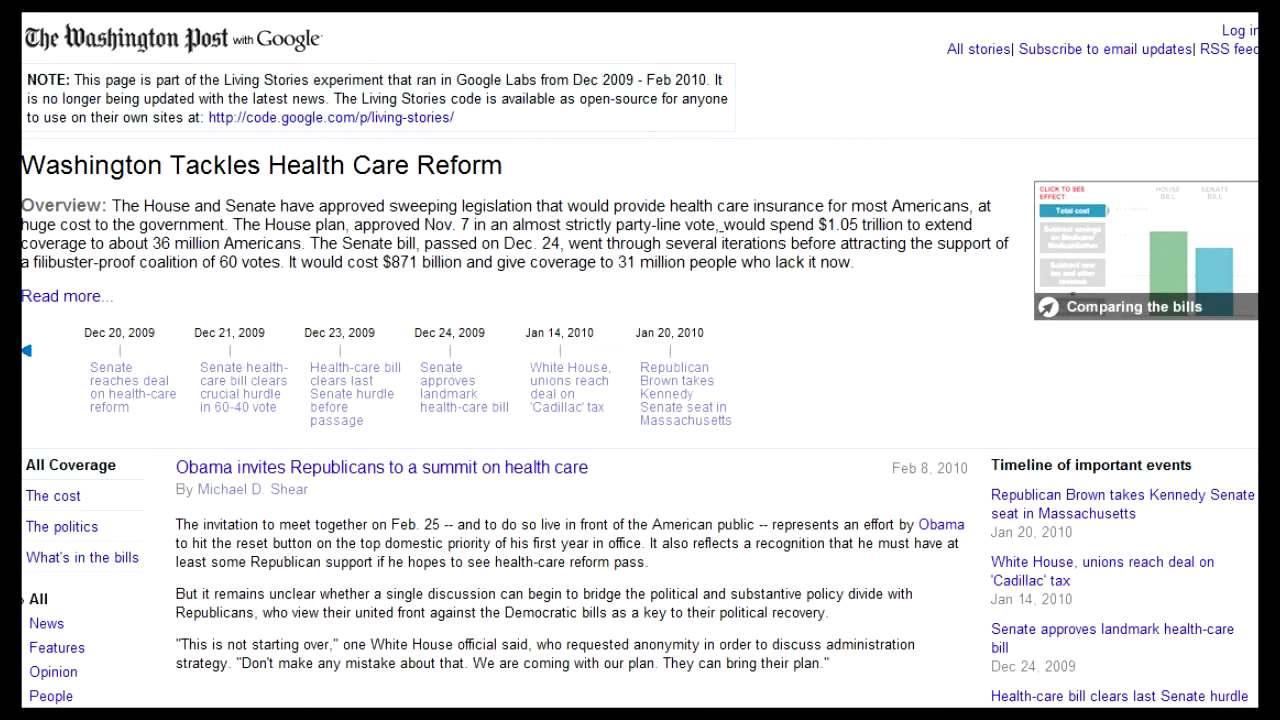 The Washington Post with Google
Log in
All stories| Subscribe to email updates| RSS feed
NOTE: This page is part of the Living Stories experiment that ran in Google Labs from Dec 2009 - Feb 2010. It
is no longer being updated with the latest news. The Living Stories code is available as open-source for anyone
to use on their own sites at: http://code.google.com/p/living-stories/
Washington Tackles Health Care Reform
Overview: The House and Senate have approved sweeping legislation that would provide health care insurance for most Americans, at
huge cost to the government. The House plan, approved Nov. 7 in an almost strictly party-line vote, would spend $1.05 trillion to extend
coverage to about 36 million Americans. The Senate bill, passed on Dec. 24, went through several iterations before attracting the support of
a filibuster-proof coalition of 60 votes. It would cost $871 billion and give coverage to 31 million people who lack it now.
Read more...
CLICK TO SEE
EFFECT:
HOUSE
BILL
SENATE
BILL
Total cost
Subtract savings
on Medicare/
Medicaid/other
Subtract new
tax and other
revenue
Comparing the bills
Dec 20, 2009
Senate
reaches deal
on health-care
reform
Dec 21, 2009
Senate health-
care bill clears
crucial hurdle
in 60-40 vote
Dec 23, 2009
Health-care bill
clears last
Senate hurdle
before
passage
Dec 24, 2009
Senate
approves
landmark
health-care bill
Jan 14, 2010
White House,
unions reach
deal on
'Cadillac' tax
Jan 20, 2010
Republican
Brown takes
Kennedy
Senate seat in
Massachusetts
All Coverage
The cost
The politics
What's in the bills
All
News
Features
Opinion
People
Obama invites Republicans to a summit on health care
Feb 8, 2010
By Michael D. Shear
The invitation to meet together on Feb. 25 -- and to do so live in front of the American public -- represents an effort by Obama
to hit the reset button on the top domestic priority of his first year in office. It also reflects a recognition that he must have at
least some Republican support if he hopes to see health-care reform pass.
But it remains unclear whether a single discussion can begin to bridge the political and substantive policy divide with
Republicans, who view their united front against the Democratic bills as a key to their political recovery.
"This is not starting over," one White House official said, who requested anonymity in order to discuss administration
strategy. "Don't make any mistake about that. We are coming with our plan. They can bring their plan."
Timeline of important events
Republican Brown takes Kennedy Senate
seat in Massachusetts
Jan 20, 2010
White House, unions reach deal on
'Cadillac' tax
Jan 14, 2010
Senate approves landmark health-care
bill
Dec 24, 2009
Health-care bill clears last Senate hurdle